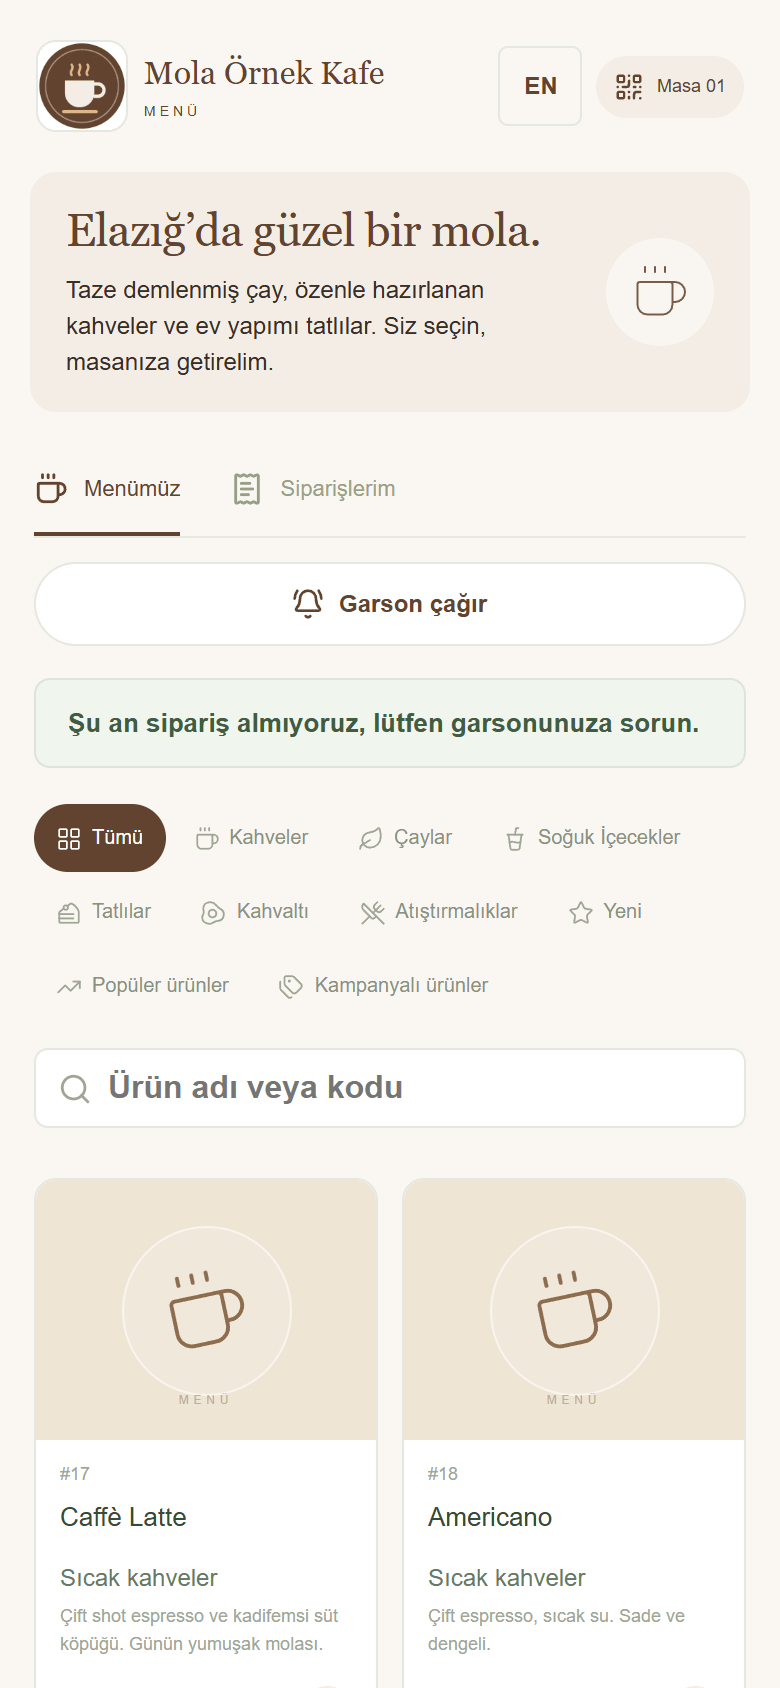 Mola Örnek Kafe
MENÜ
EN
Masa 01
Elazığ’da güzel bir mola.
Taze demlenmiş çay, özenle hazırlanan
kahveler ve ev yapımı tatlılar. Siz seçin,
masanıza getirelim.
Menümüz
Siparişlerim
Garson çağır
Şu an sipariş almıyoruz, lütfen garsonunuza sorun.
Tümü
Kahveler
Çaylar
Soğuk İçecekler
Tatlılar
Kahvaltı
Atıştırmalıklar
Yeni
Popüler ürünler
Kampanyalı ürünler
Ürün adı veya kodu
MENÜ
#17
Caffè Latte
Sıcak kahveler
Çift shot espresso ve kadifemsi süt
köpüğü. Günün yumuşak molası.
MENÜ
#18
Americano
Sıcak kahveler
Çift espresso, sıcak su. Sade ve
dengeli.